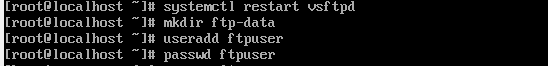 [root@localhost ~]# systemctl restart vsftpd
[root@localhost ~]# mkdir ftp-data
[root@localhost ~]# useradd ftpuser
[root@localhost ~]# passwd ftpuser